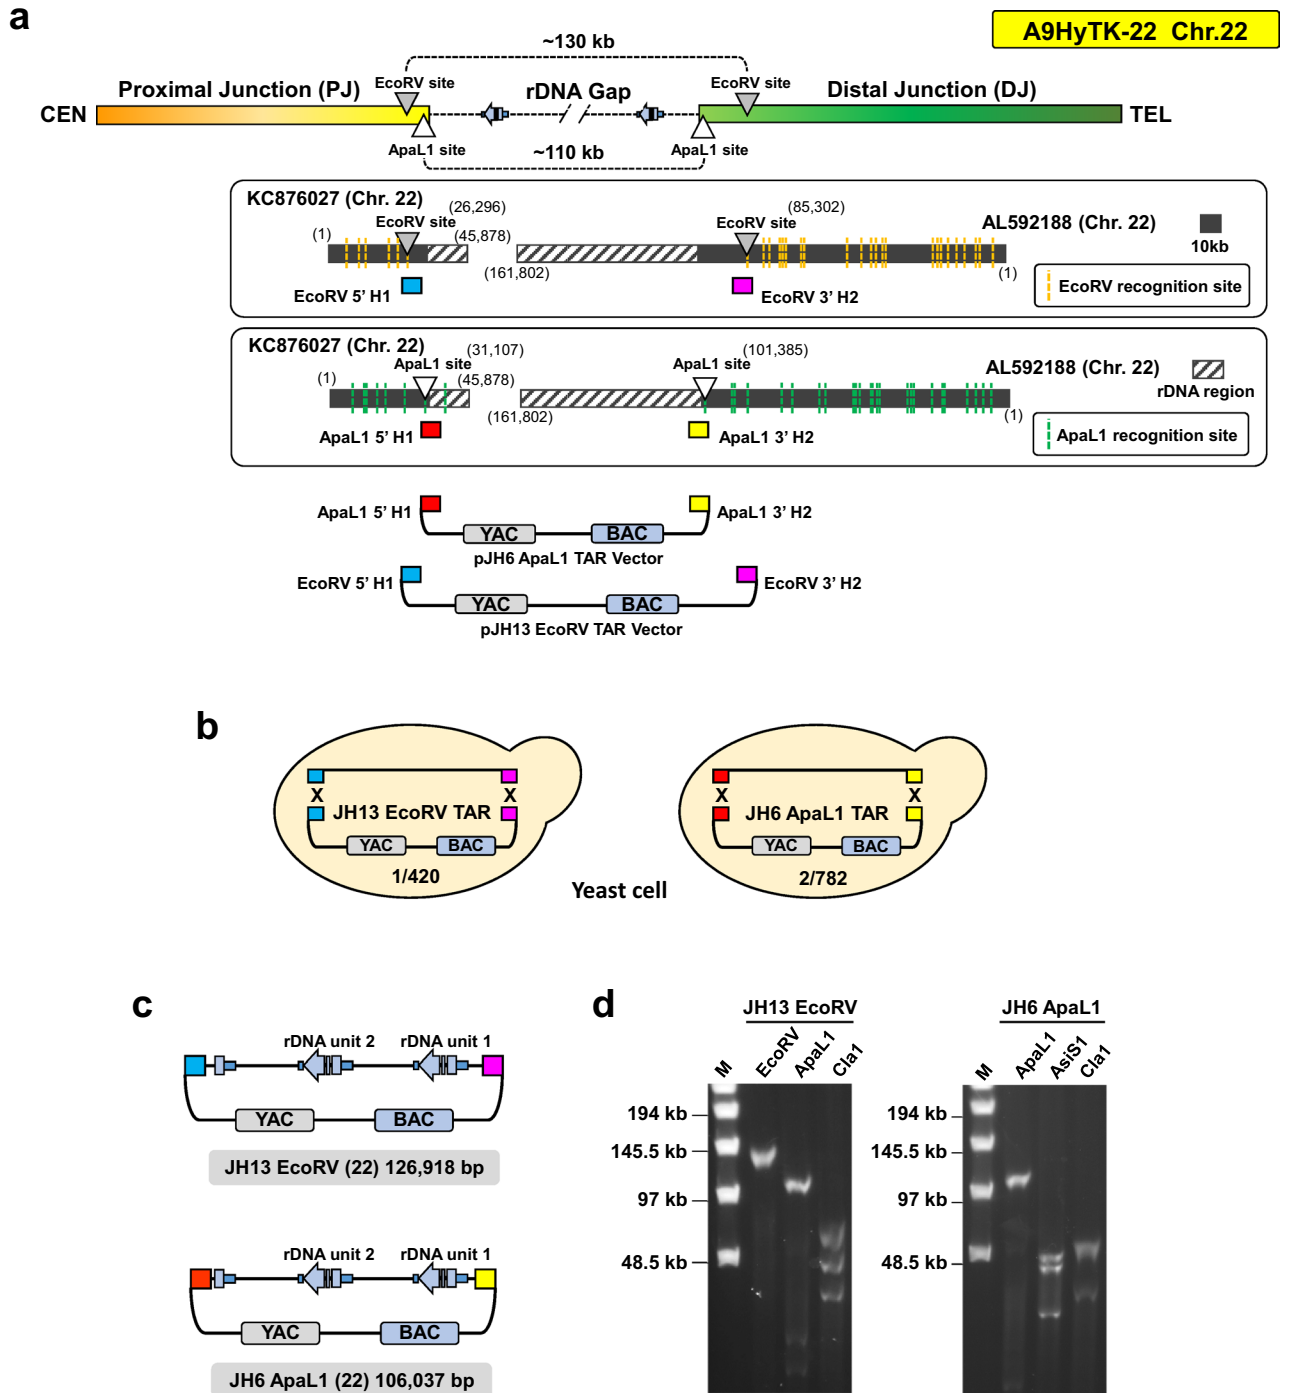 a
A9HyTK-22 Chr.22
~130 kb
EcoRV site
EcoRV site
Proximal Junction (PJ)
rDNA Gap
Distal Junction (DJ)
CEN
TEL
ApaL1 site
ApaL1 site
~110 kb
KC876027 (Chr. 22)
(26,296)
(85,302)
EcoRV site
EcoRV site
AL592188 (Chr. 22)
(1)
(45,878)
10kb
(161,802)
(1)
EcoRV 5' H1
EcoRV 3' H2
EcoRV recognition site
KC876027 (Chr. 22)
(31,107)
(101,385)
ApaL1 site
ApaL1 site
AL592188 (Chr. 22)
(1)
(45,878)
rDNA region
(161,802)
(1)
ApaL1 5' H1
ApaL1 3' H2
ApaL1 recognition site
ApaL1 5' H1
ApaL1 3' H2
YAC
BAC
pJH6 ApaL1 TAR Vector
EcoRV 5' H1
EcoRV 3' H2
YAC
BAC
pJH13 EcoRV TAR Vector
b
X
X
JH13 EcoRV TAR
YAC
BAC
1/420
X
X
JH6 ApaL1 TAR
YAC
BAC
2/782
Yeast cell
c
rDNA unit 2
rDNA unit 1
YAC
BAC
JH13 EcoRV (22) 126,918 bp
rDNA unit 2
rDNA unit 1
YAC
BAC
JH6 ApaL1 (22) 106,037 bp
d
JH13 EcoRV
M
EcoRV
ApaL1
Cla1
194 kb
145.5 kb
97 kb
48.5 kb
JH6 ApaL1
M
ApaL1
AsiS1
Cla1
194 kb
145.5 kb
97 kb
48.5 kb